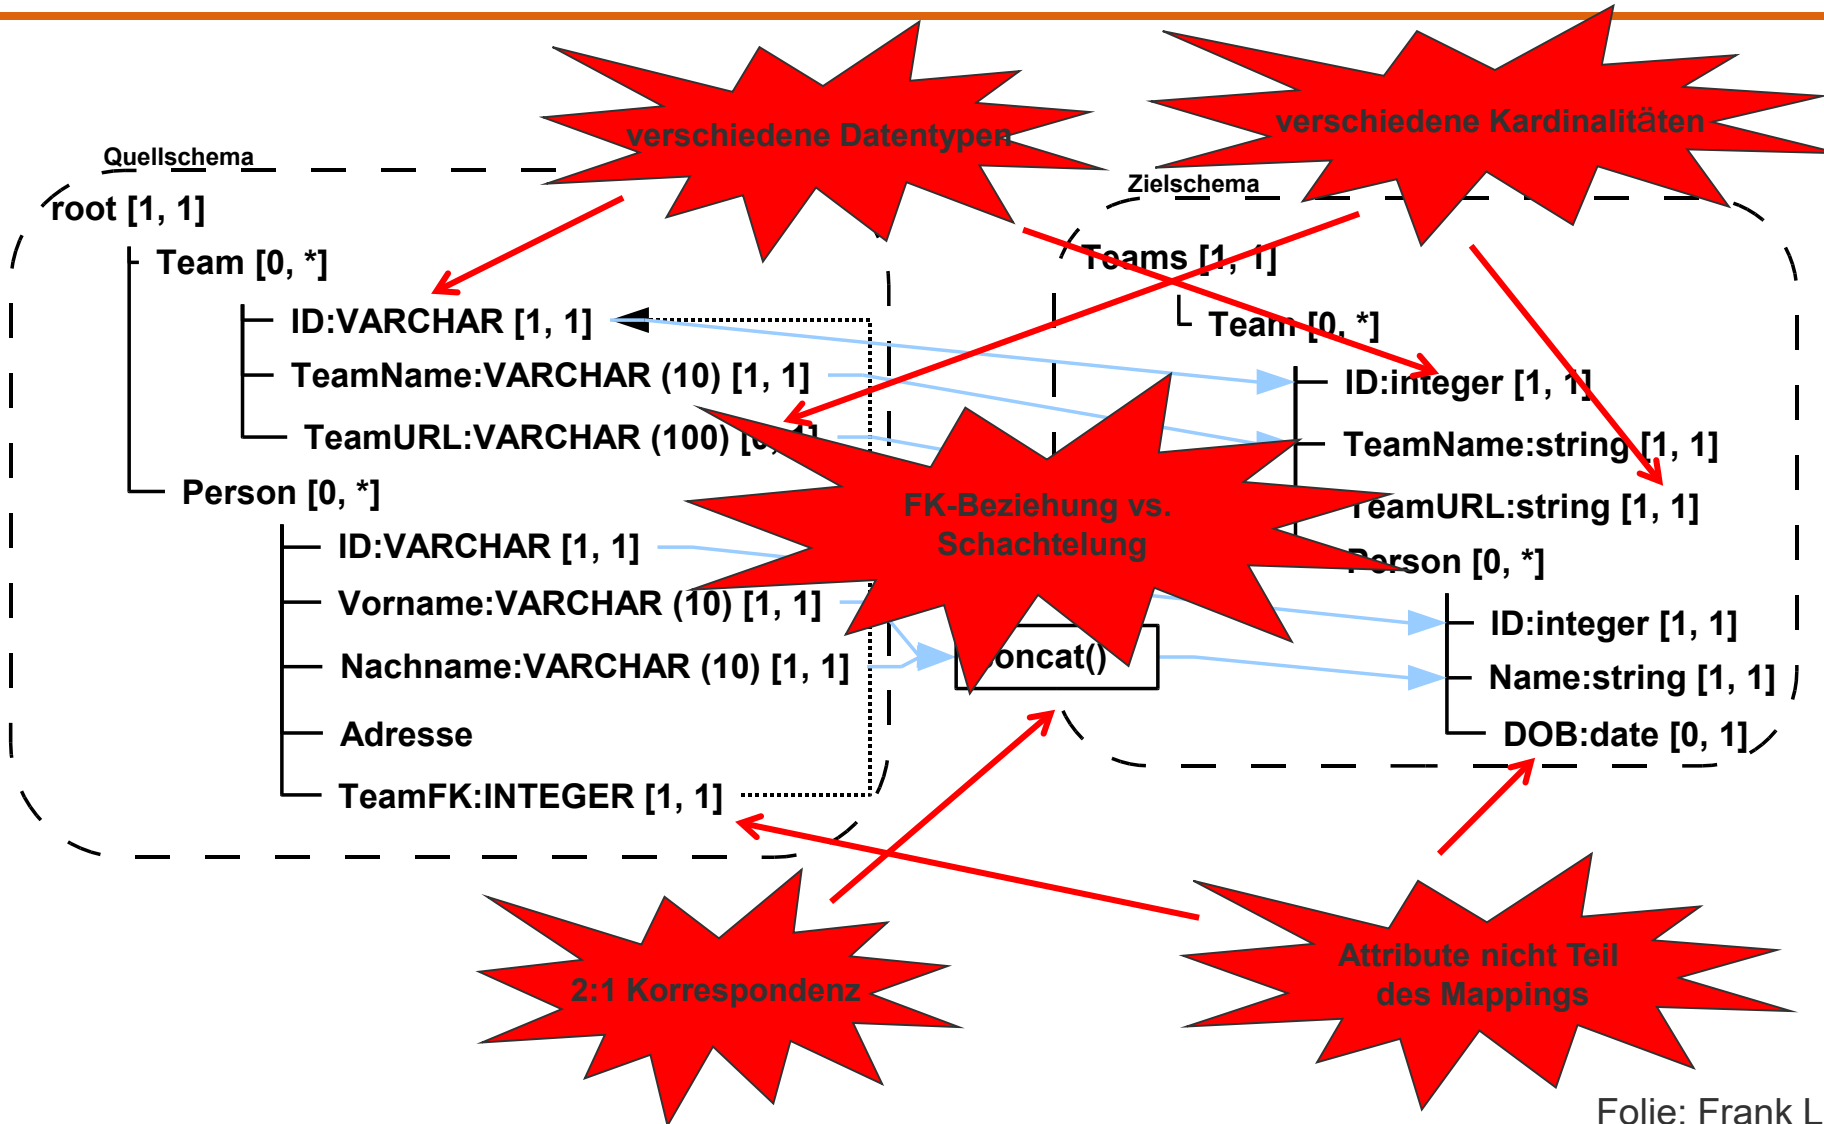 verschiedene Datentypen
verschiedene Kardinalitäten
Quellschema
root [1, 1]
Team [0, *]
ID:VARCHAR [1, 1]
TeamName:VARCHAR (10) [1, 1]
TeamURL:VARCHAR (100) [0, 1]
Person [0, *]
ID:VARCHAR [1, 1]
Vorname:VARCHAR (10) [1, 1]
Nachname:VARCHAR (10) [1, 1]
Adresse
TeamFK:INTEGER [1, 1]
FK-Beziehung vs.
Schachtelung
concat()
Zielschema
Teams [1, 1]
Team [0, *]
ID:integer [1, 1]
TeamName:string [1, 1]
TeamURL:string [1, 1]
Person [0, *]
ID:integer [1, 1]
Name:string [1, 1]
DOB:date [0, 1]
2:1 Korrespondenz
Attribute nicht Teil
des Mappings
Folie: Frank L